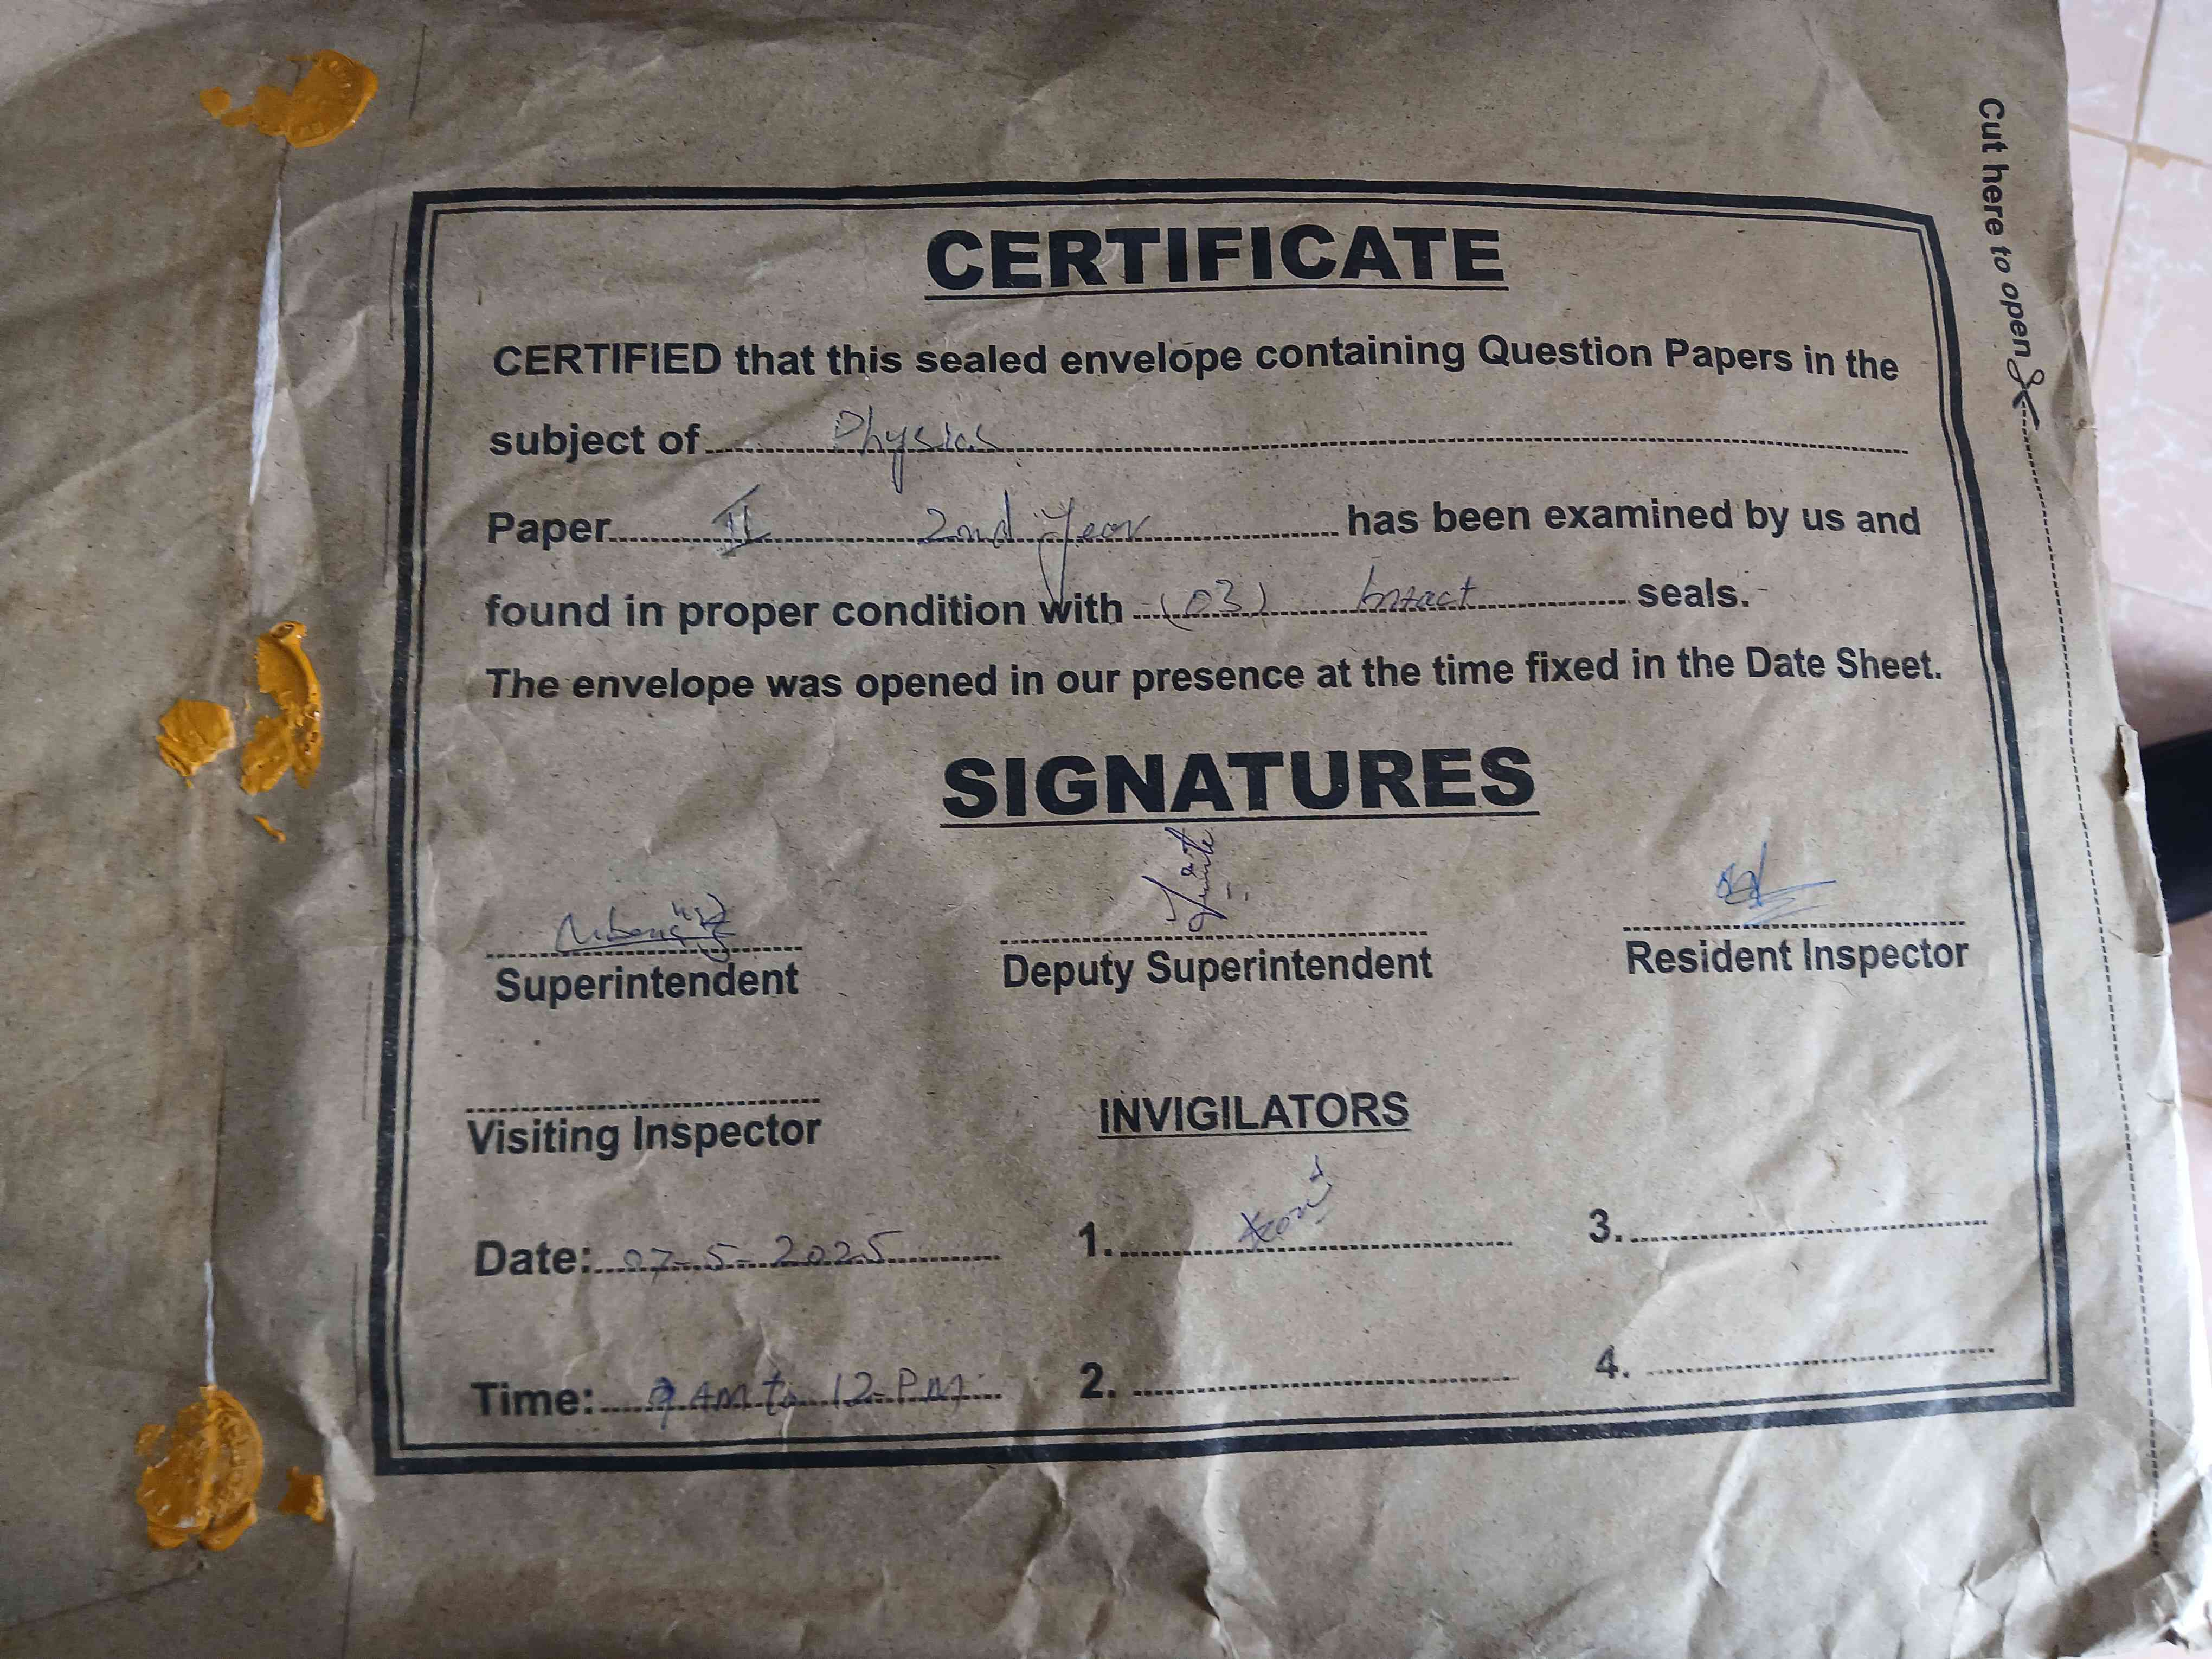 CERTIFICATE
CERTIFIED that this sealed envelope containing Question Papers in the
subject of Physics
Paper II 2nd Year has been examined by us and
found in proper condition with (03) Intact seals.
The envelope was opened in our presence at the time fixed in the Date Sheet.
SIGNATURES
Superintendent Deputy Superintendent Resident Inspector
Visiting Inspector INVIGILATORS
Date: 07-5-2025 1. 3.
Time: 9 AM to 12-PM 2. 4.
Cut here to open